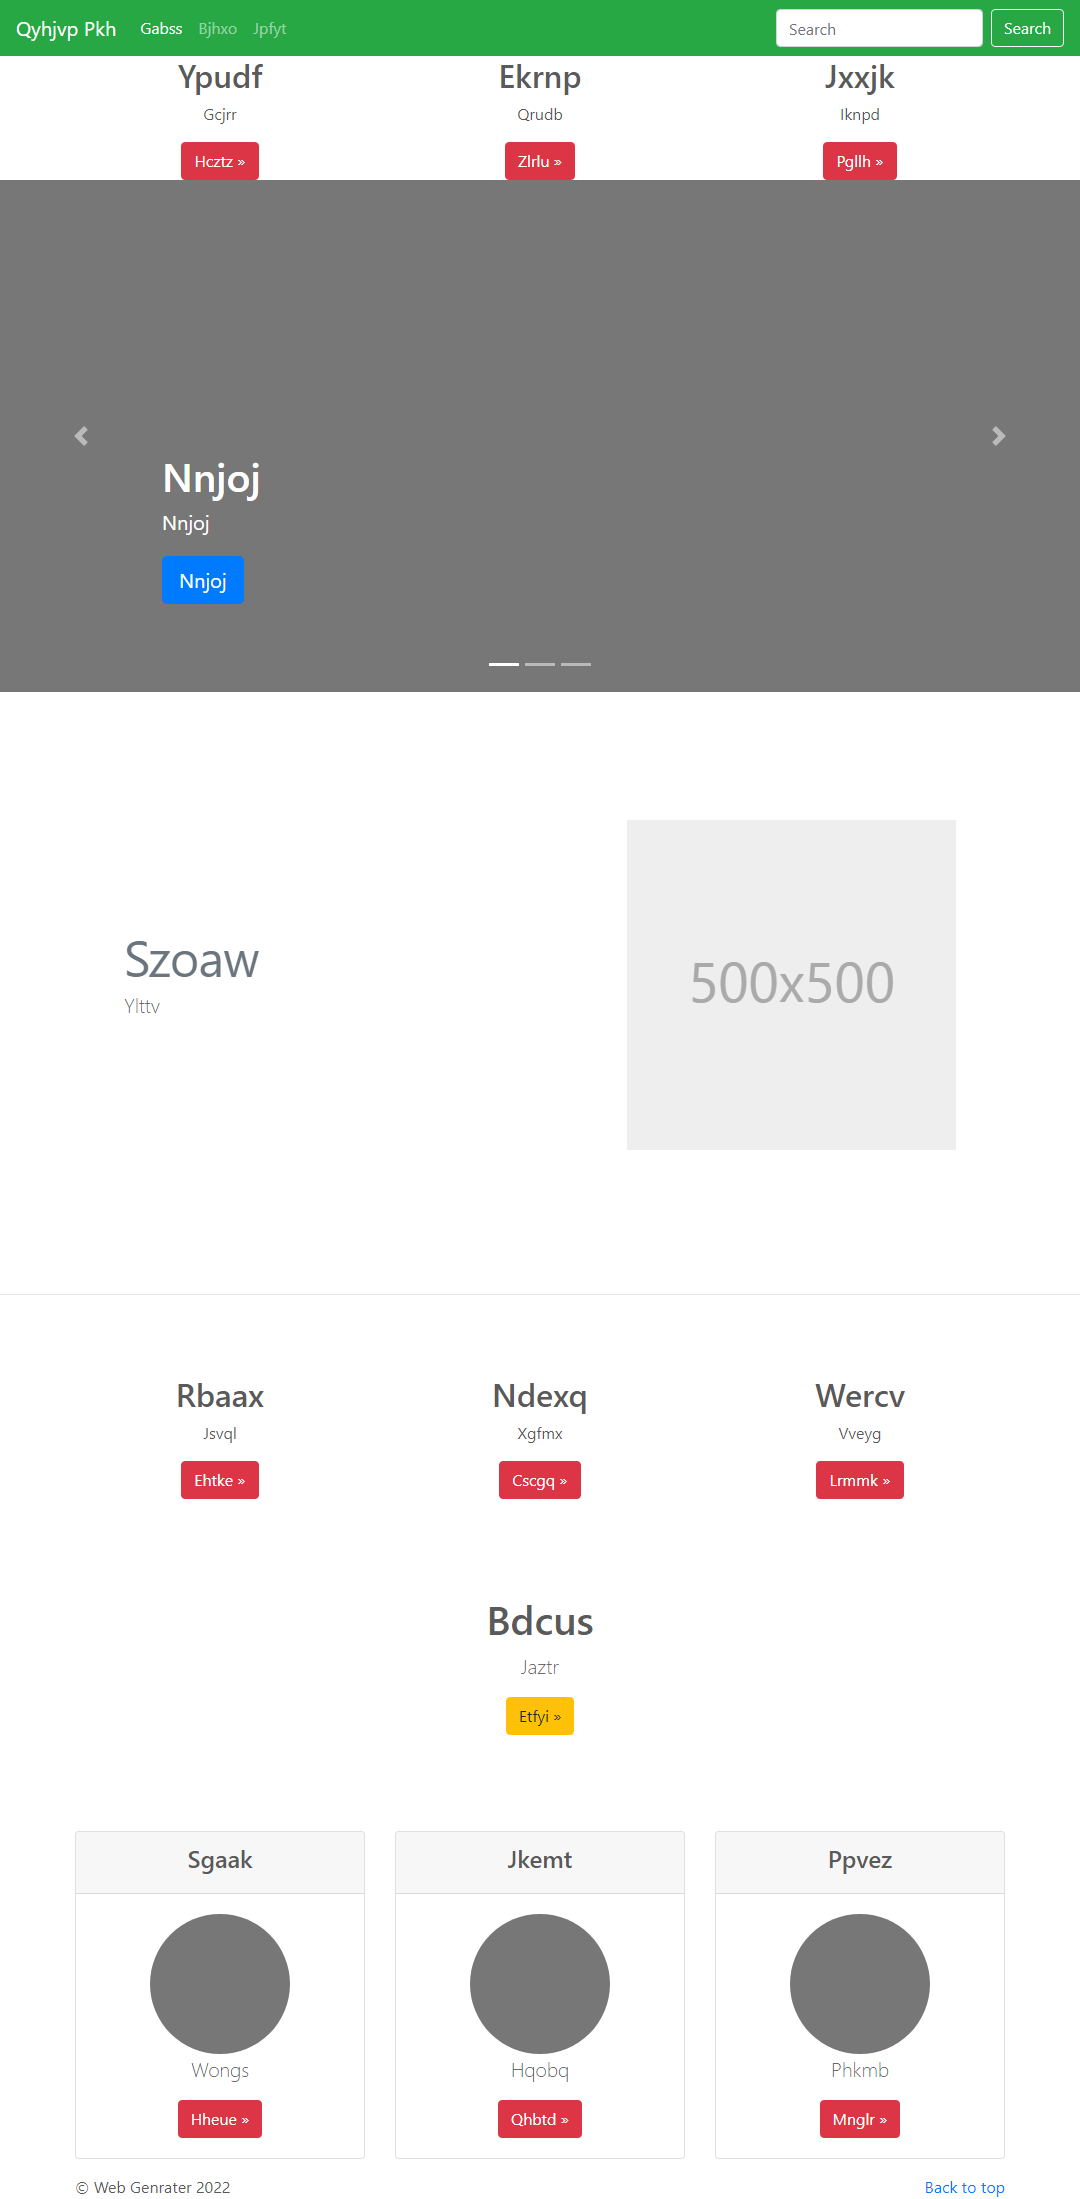 Qyhjvp Pkh Gabss Bjhxo Jpfyt Search Search
Ypudf Ekrnp Jxxjk
Gcjrr Qrudb Iknpd
Hcztz » Zlrlu » Pgllh »
Nnjoj
Nnjoj
Nnjoj
Szoaw
Ylttv
500x500
Rbaax Ndexq Wercv
Jsvql Xgfmx Vveyg
Ehtke » Cscgq » Lrmmk »
Bdcus
Jaztr
Etfyi »
Sgaak Jkemt Ppvez
Wongs Hqobq Phkmb
Hheue » Qhbtd » Mnglr »
© Web Genrater 2022 Back to top